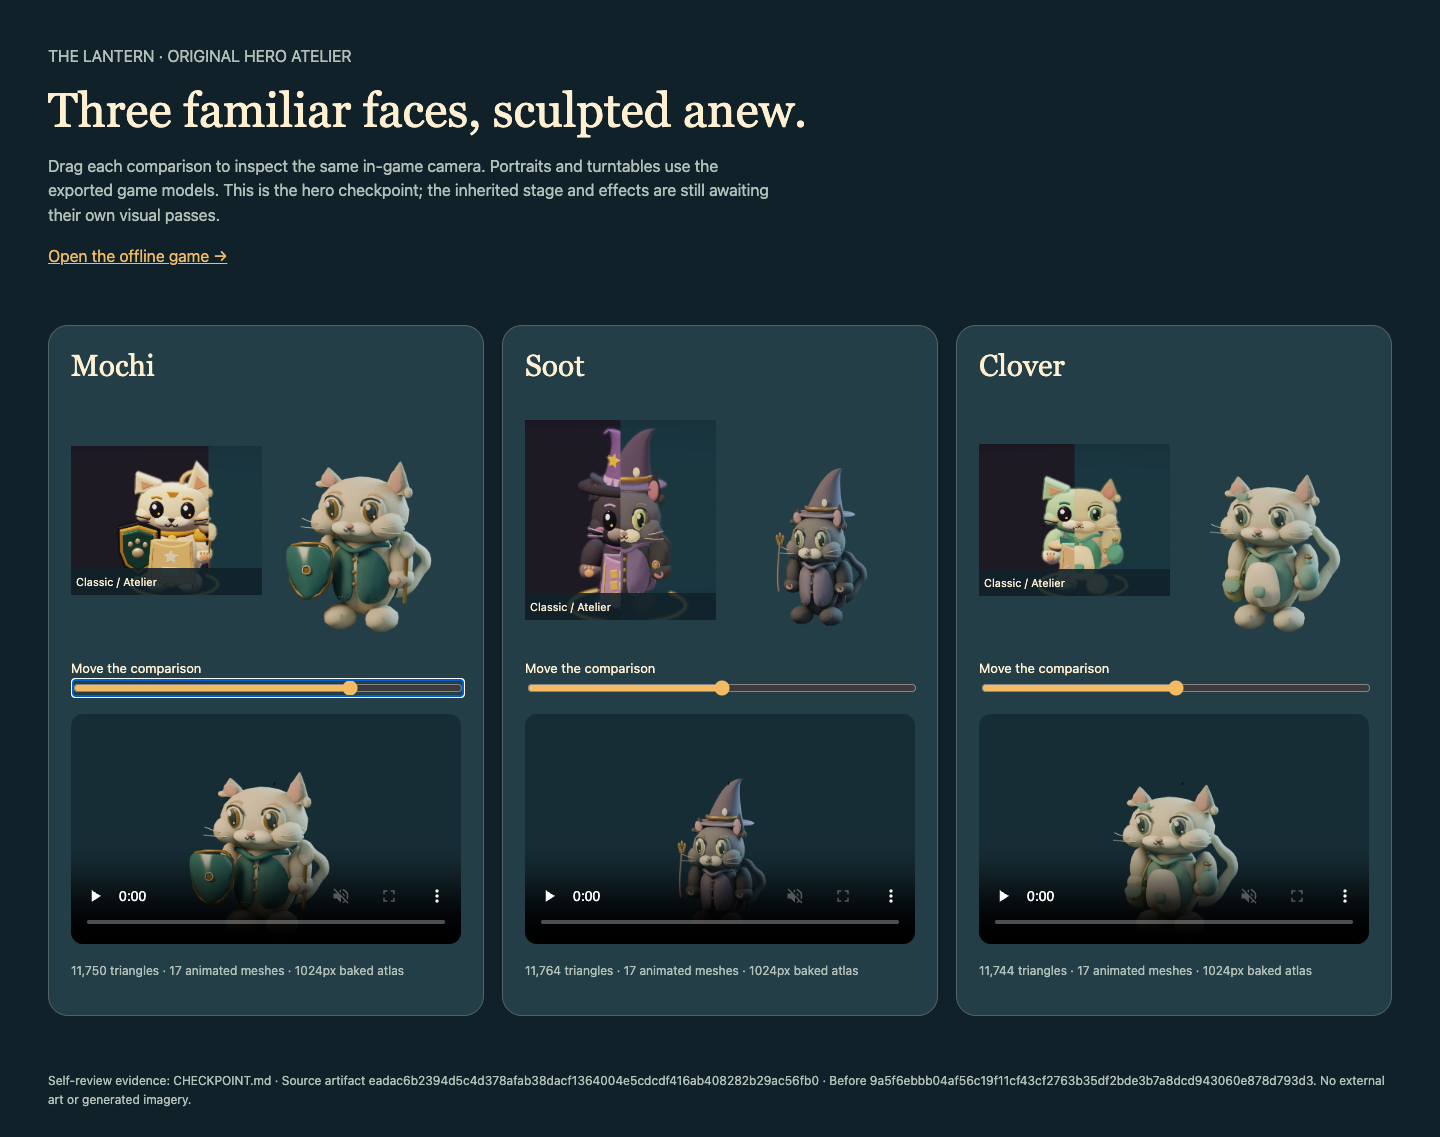 THE LANTERN · ORIGINAL HERO ATELIER
Three familiar faces, sculpted anew.
Drag each comparison to inspect the same in-game camera. Portraits and turntables use the
exported game models. This is the hero checkpoint; the inherited stage and effects are still awaiting
their own visual passes.
Open the offline game →
Mochi
Classic / Atelier
Move the comparison
0:00
11,750 triangles · 17 animated meshes · 1024px baked atlas
Soot
Classic / Atelier
Move the comparison
0:00
11,764 triangles · 17 animated meshes · 1024px baked atlas
Clover
Classic / Atelier
Move the comparison
0:00
11,744 triangles · 17 animated meshes · 1024px baked atlas
Self-review evidence: CHECKPOINT.md · Source artifact eadac6b2394d5c4d378afab38dacf1364004e5cdcdf416ab408282b29ac56fb0 · Before 9a5f6ebbb04af56c19f11cf43cf2763b35df2bde3b7a8dcd943060e878d793d3. No external
art or generated imagery.